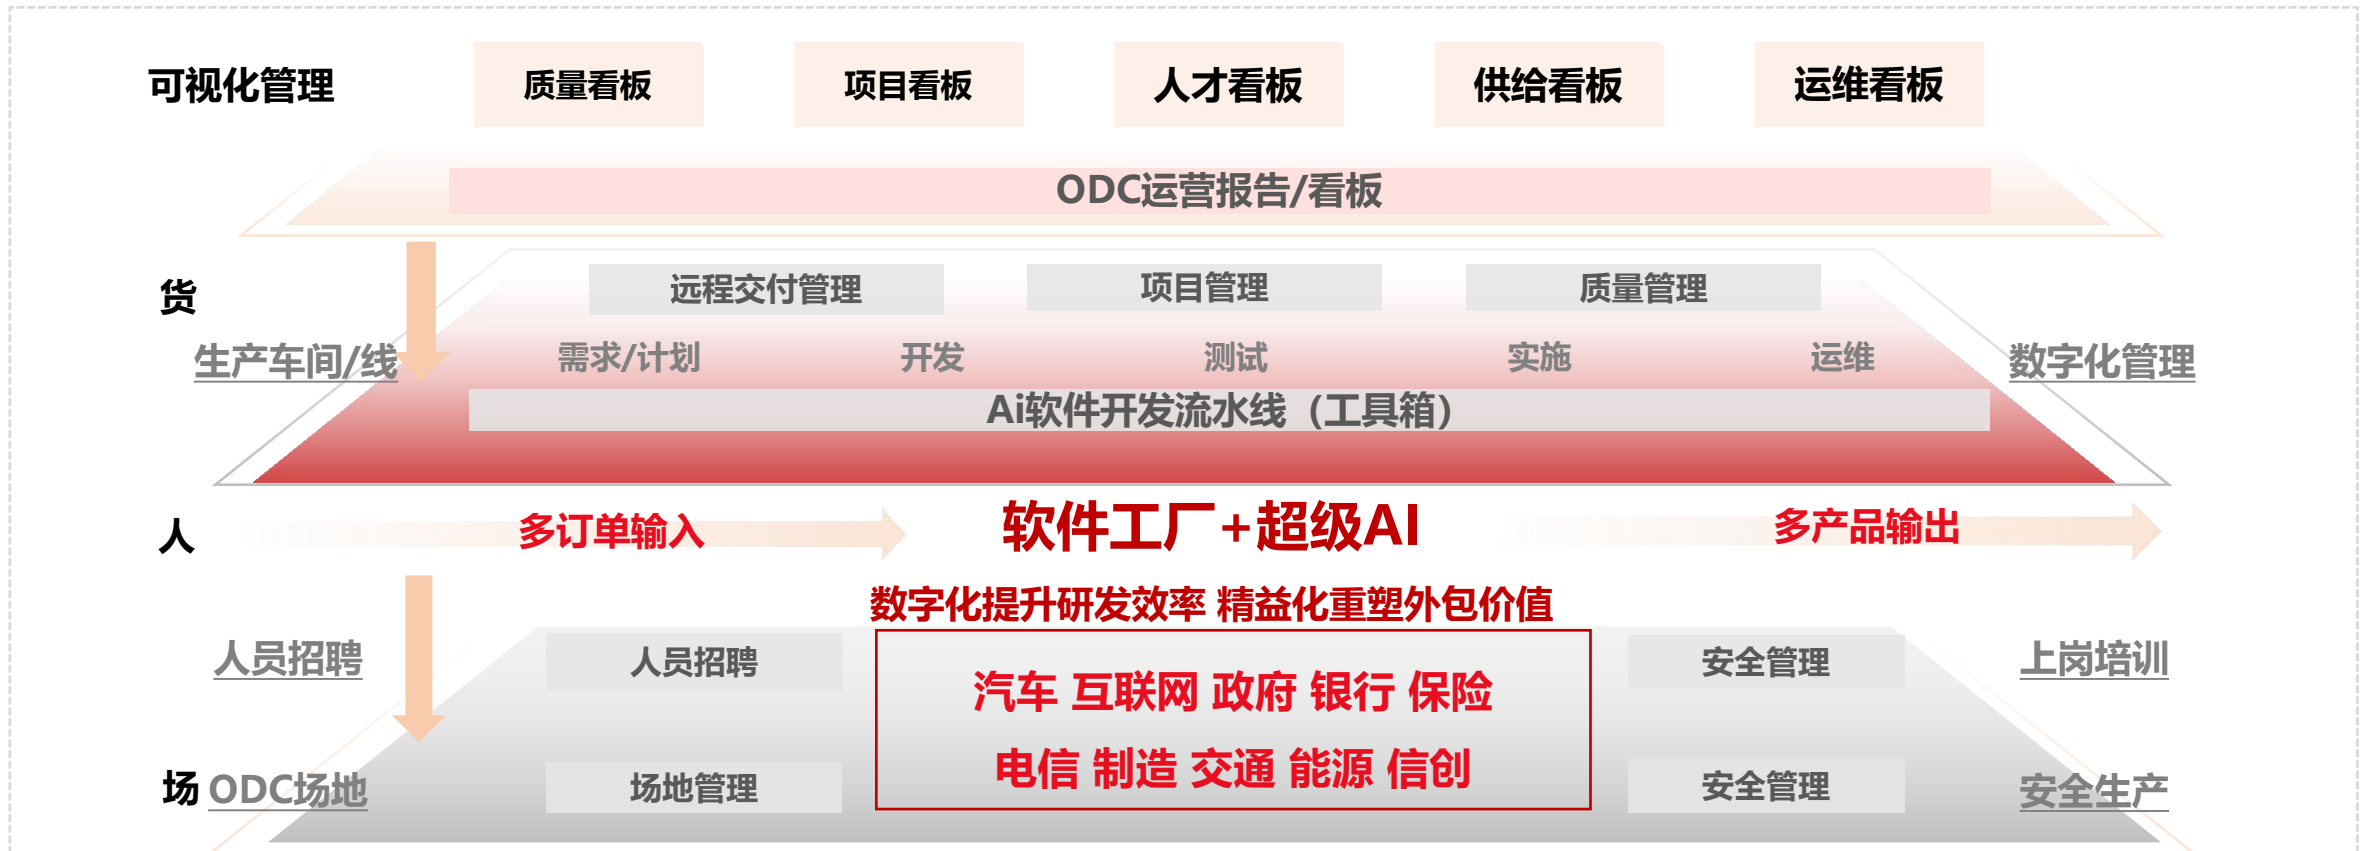 可视化管理 质量看板 项目看板 人才看板 供给看板 运维看板
ODC运营报告/看板
货 远程交付管理 项目管理 质量管理
生产车间/线 需求/计划 开发 测试 实施 运维 数字化管理
Ai软件开发流水线（工具箱）
人 多订单输入 软件工厂+超级AI 多产品输出
数字化提升研发效率 精益化重塑外包价值
人员招聘 人员招聘 汽车 互联网 政府 银行 保险 安全管理 上岗培训
电信 制造 交通 能源 信创
场 ODC场地 场地管理 安全管理 安全生产